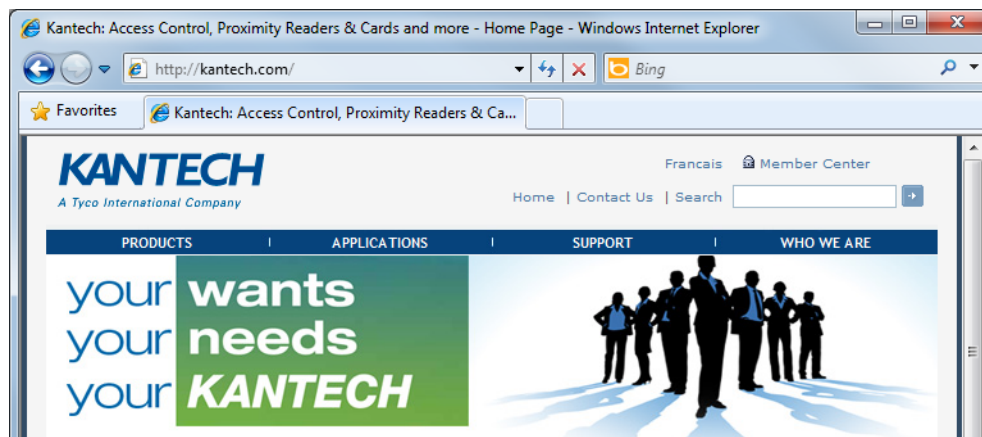 Kantech: Access Control, Proximity Readers & Cards and more - Home Page - Windows Internet Explorer
http://kantech.com/
Bing
Favorites
Kantech: Access Control, Proximity Readers & Ca...
KANTECH
A Tyco International Company
Francais Member Center
Home | Contact Us | Search
PRODUCTS | APPLICATIONS | SUPPORT | WHO WE ARE
your wants
your needs
your KANTECH